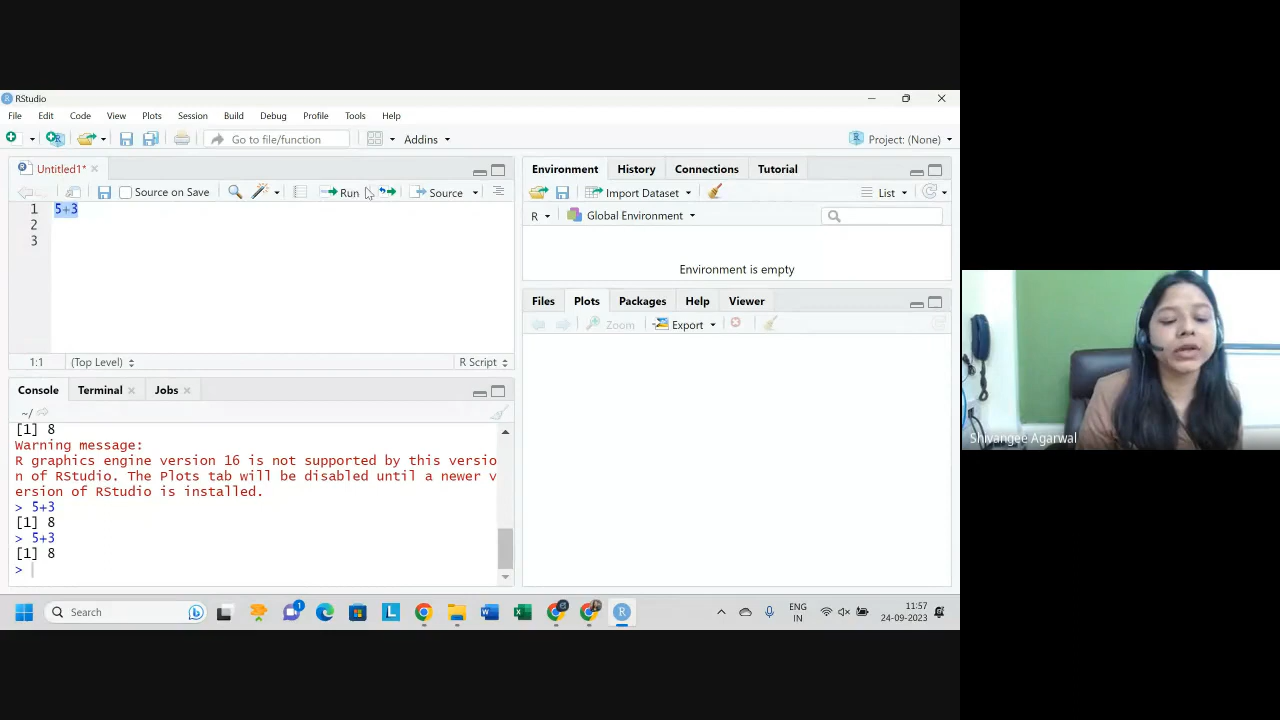 RStudio
File Edit Code View Plots Session Build Debug Profile Tools Help
Go to file/function Addins Project: (None)
Untitled1*
Source on Save Run Source
1 5+3
2
3
1:1 (Top Level) R Script
Console Terminal Jobs
~/
[1] 8
Warning message:
R graphics engine version 16 is not supported by this versio
n of RStudio. The Plots tab will be disabled until a newer v
ersion of RStudio is installed.
> 5+3
[1] 8
> 5+3
[1] 8
>
Environment History Connections Tutorial
Import Dataset List
R Global Environment
Environment is empty
Files Plots Packages Help Viewer
Zoom Export
Shivangee Agarwal
Search 1 ENG 11:57
IN 24-09-2023